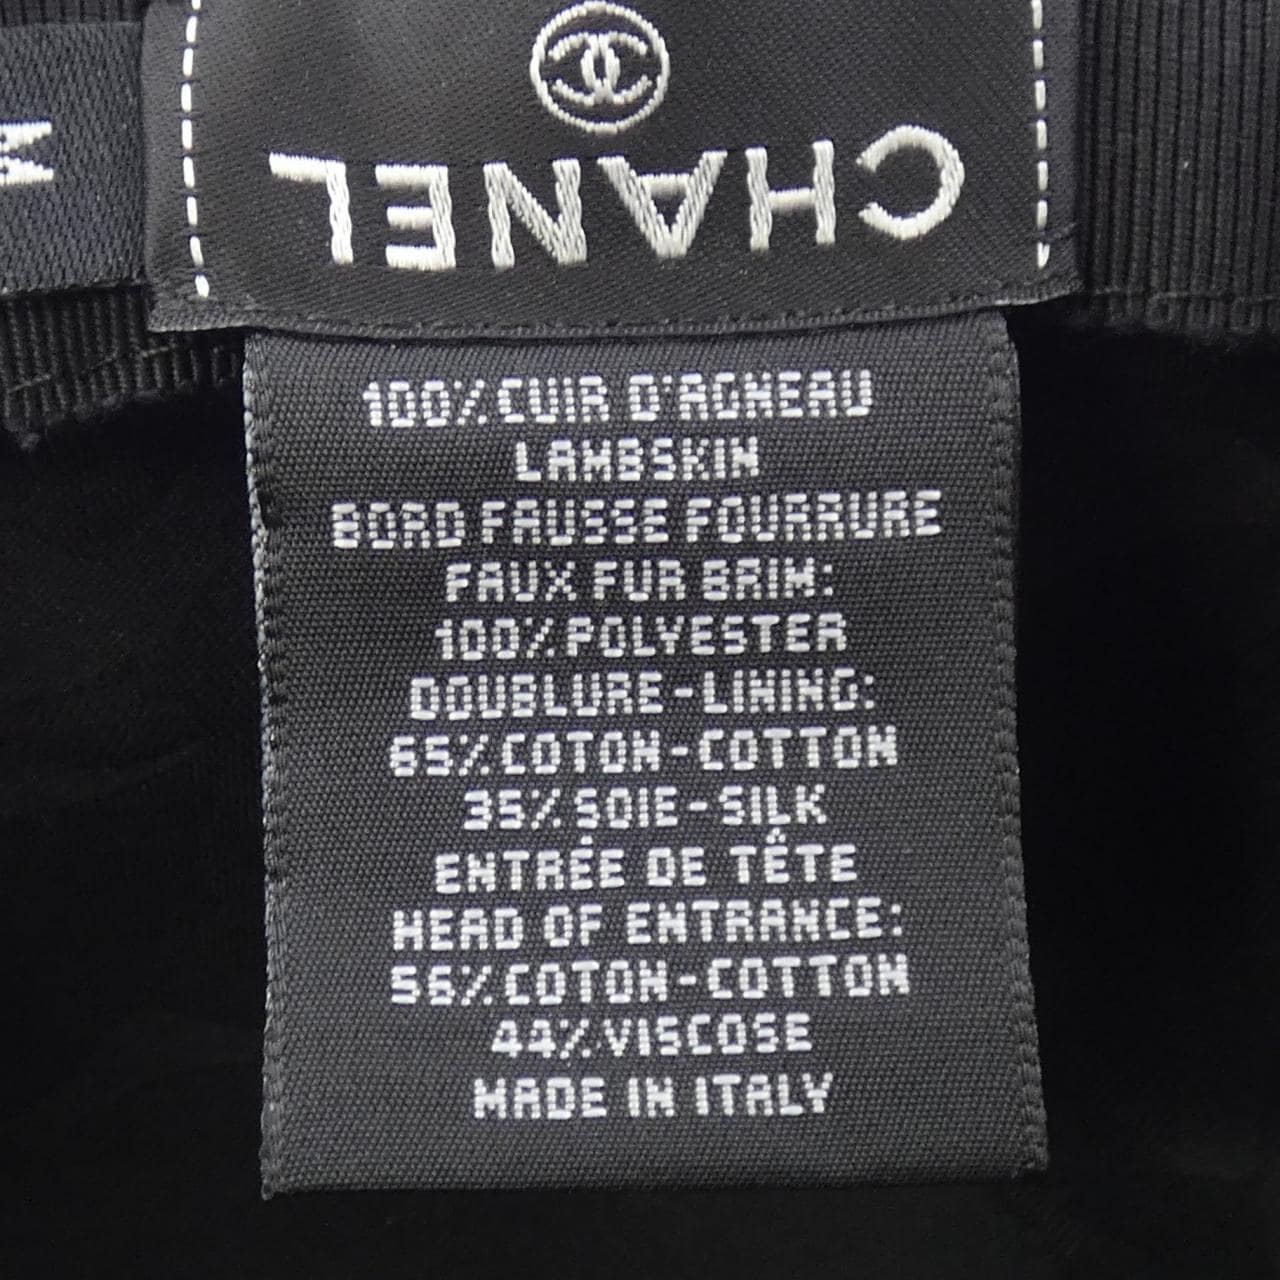 M
CHANEL
100% CUIR D'AGNEAU
LAMBSKIN
BORD FAUSSE FOURRURE
FAUX FUR BRIM:
100% POLYESTER
DOUBLURE-LINING:
65% COTON-COTTON
35% SOIE-SILK
ENTRÉE DE TÊTE
HEAD OF ENTRANCE:
56% COTON-COTTON
44% VISCOSE
MADE IN ITALY